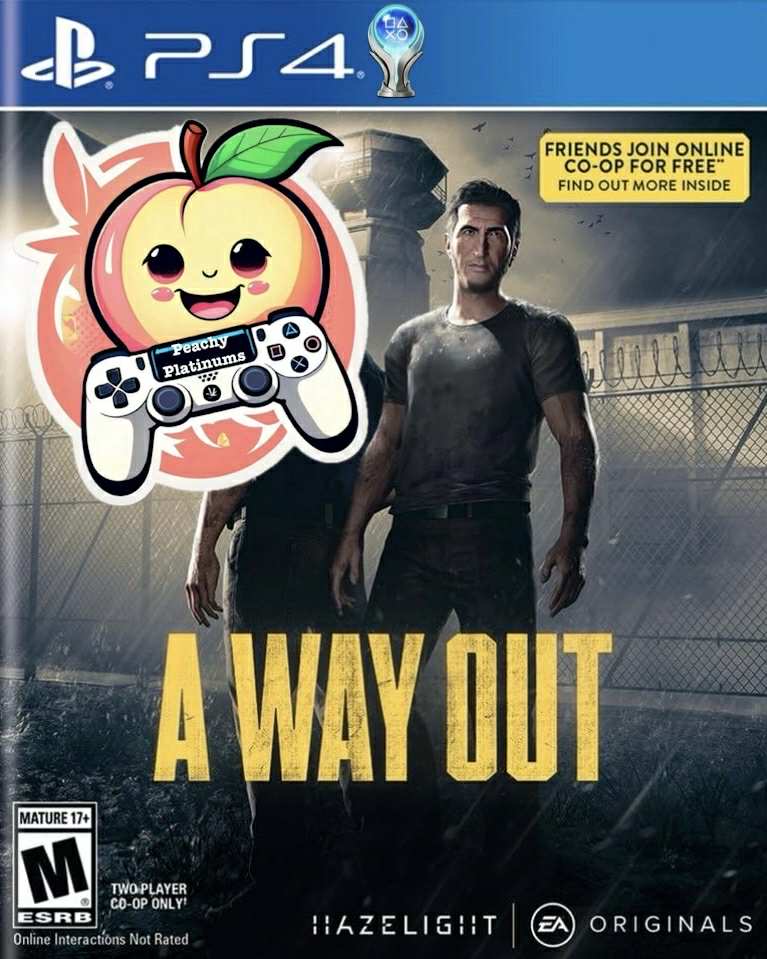 PS4
FRIENDS JOIN ONLINE
CO-OP FOR FREE**
FIND OUT MORE INSIDE
Peachy
Platinums
A WAY OUT
MATURE 17+
M
ESRB
TWO PLAYER
CO-OP ONLY†
Online Interactions Not Rated
HAZELIGHT
EA ORIGINALS